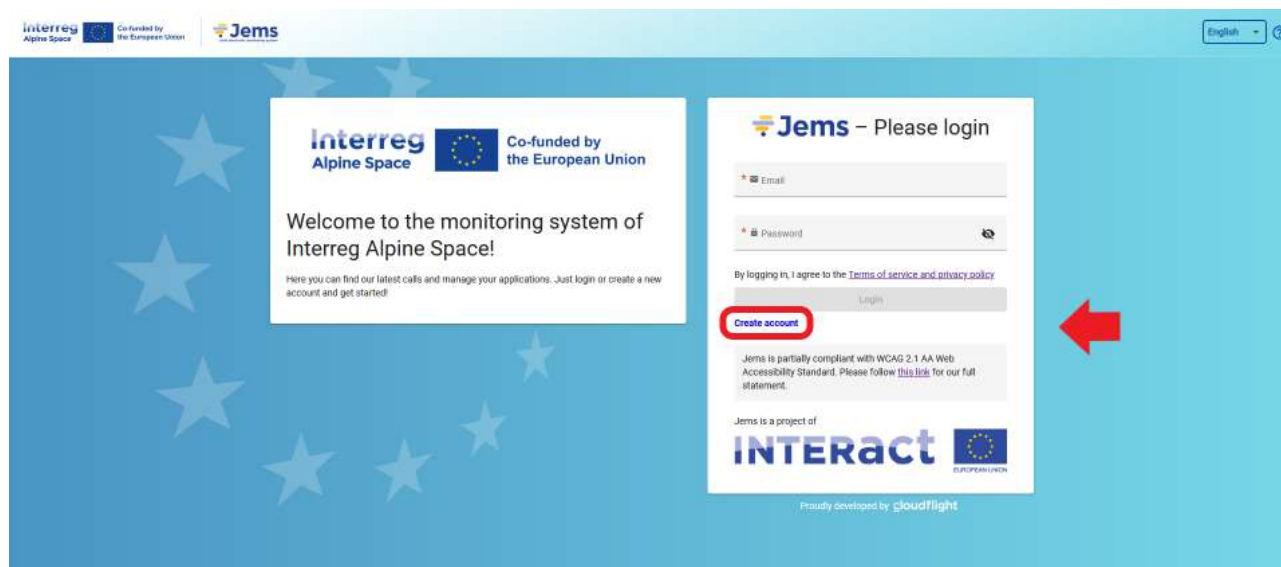 Interreg
Alpine Space
Co-funded by
the European Union
Jems
English
Interreg
Alpine Space
Co-funded by
the European Union
Welcome to the monitoring system of
Interreg Alpine Space!
Here you can find our latest calls and manage your applications. Just login or create a new
account and get started!
Jems – Please login
* Email
* Password
By logging in, I agree to the Terms of service and privacy policy
Login
Create account
Jems is partially compliant with WCAG 2.1 AA Web
Accessibility Standard. Please follow this link for our full
statement.
Jems is a project of
INTERact
EUROPEAN UNION
Proudly developed by cloudflight